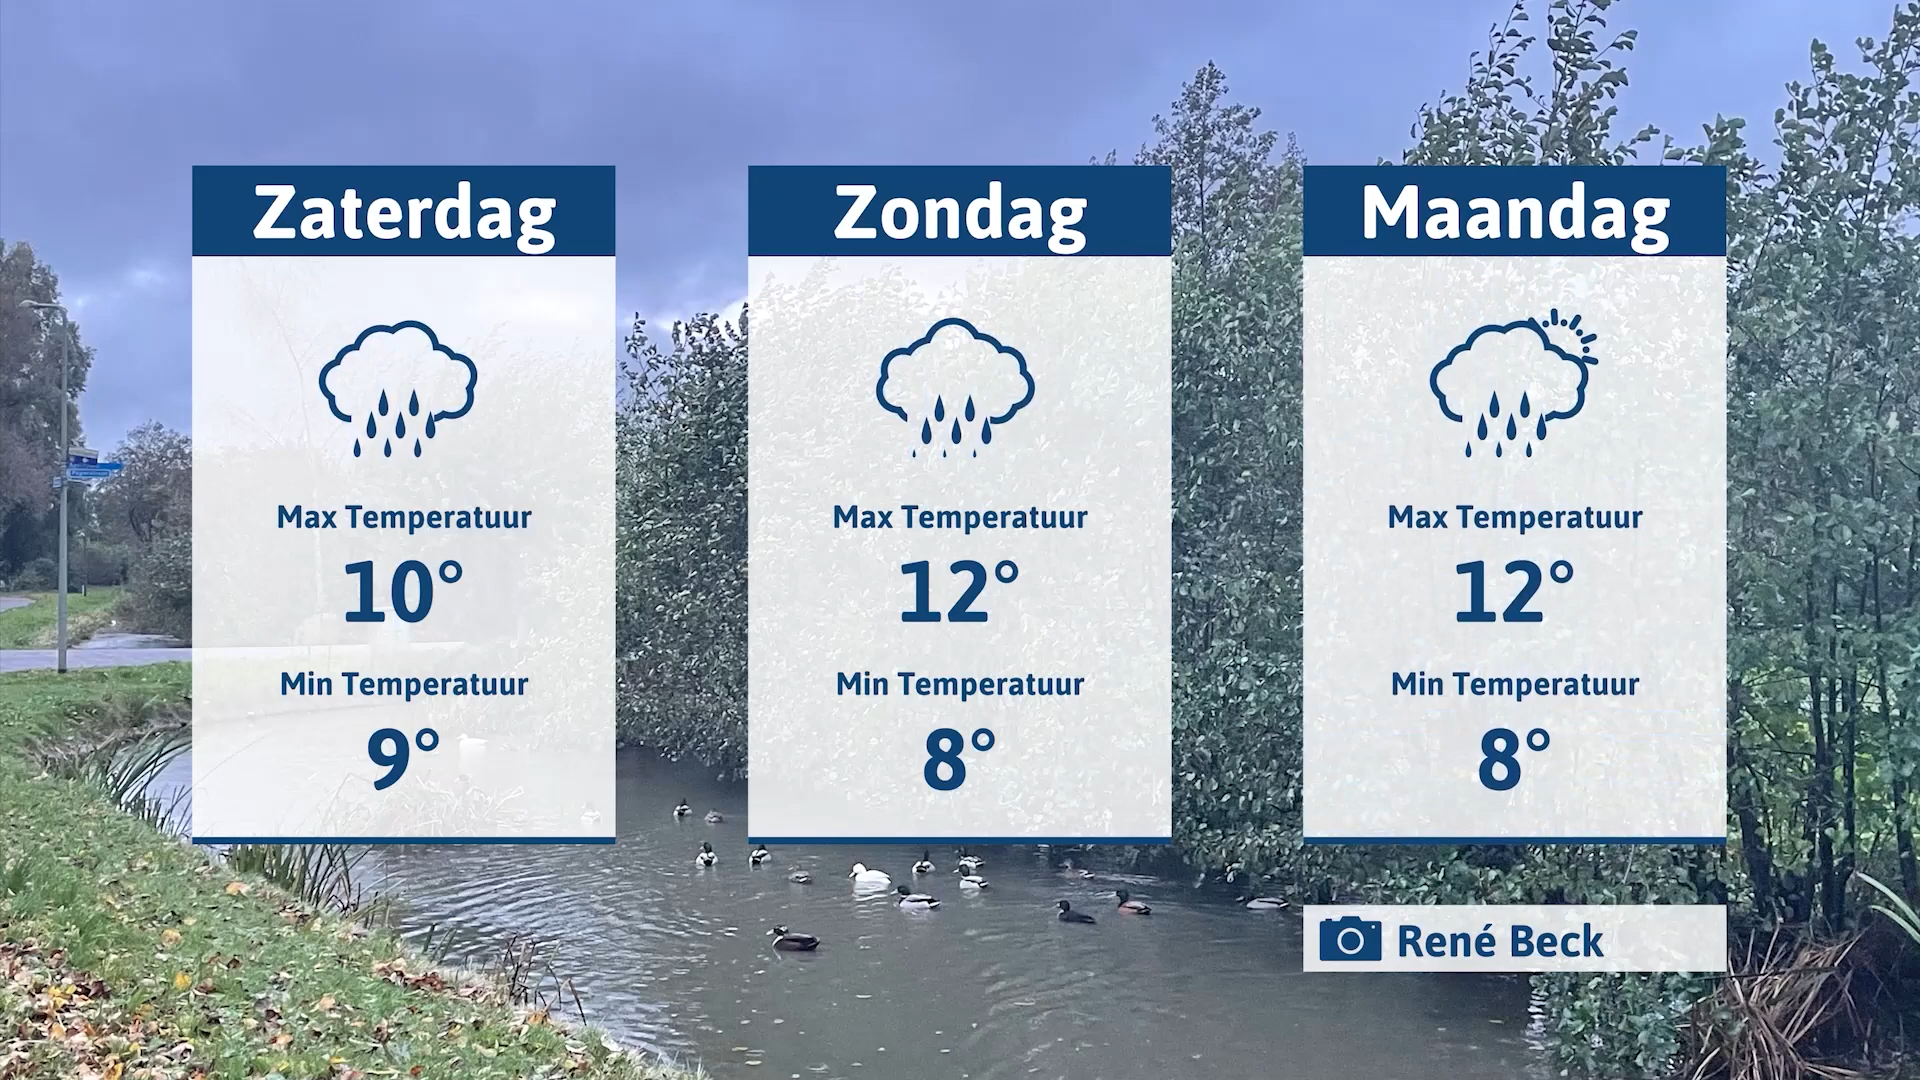 Zaterdag
Max Temperatuur
10°
Min Temperatuur
9°
Zondag
Max Temperatuur
12°
Min Temperatuur
8°
Maandag
Max Temperatuur
12°
Min Temperatuur
8°
René Beck